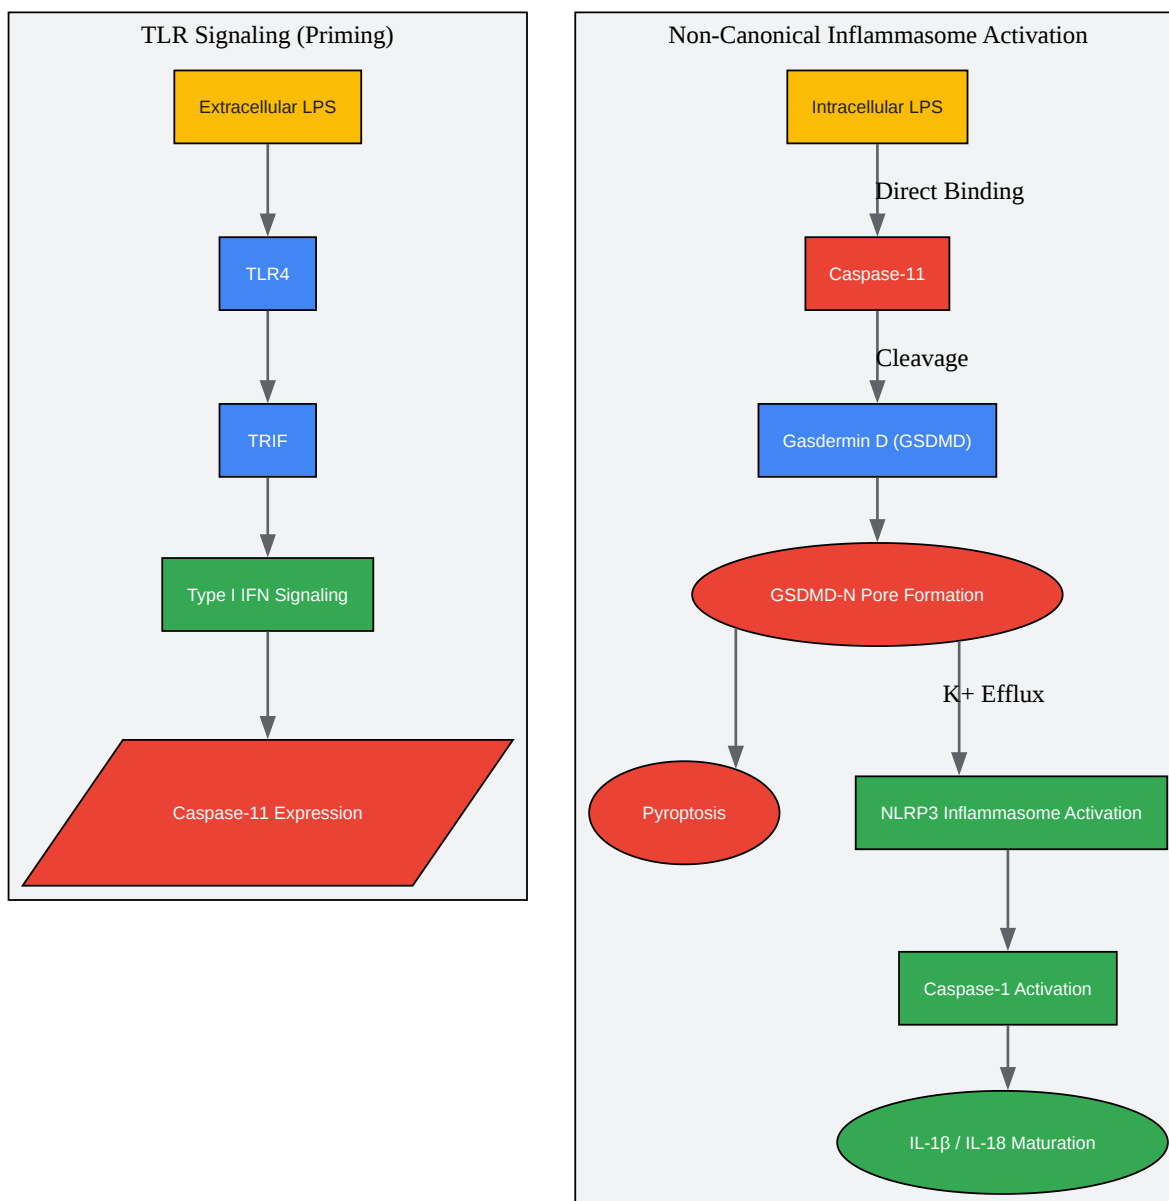 TLR Signaling (Priming)
Extracellular LPS
TLR4
TRIF
Type I IFN Signaling
Caspase-11 Expression
Non-Canonical Inflammasome Activation
Intracellular LPS
Direct Binding
Caspase-11
Cleavage
Gasdermin D (GSDMD)
GSDMD-N Pore Formation
K+ Efflux
Pyroptosis
NLRP3 Inflammasome Activation
Caspase-1 Activation
IL-1β / IL-18 Maturation